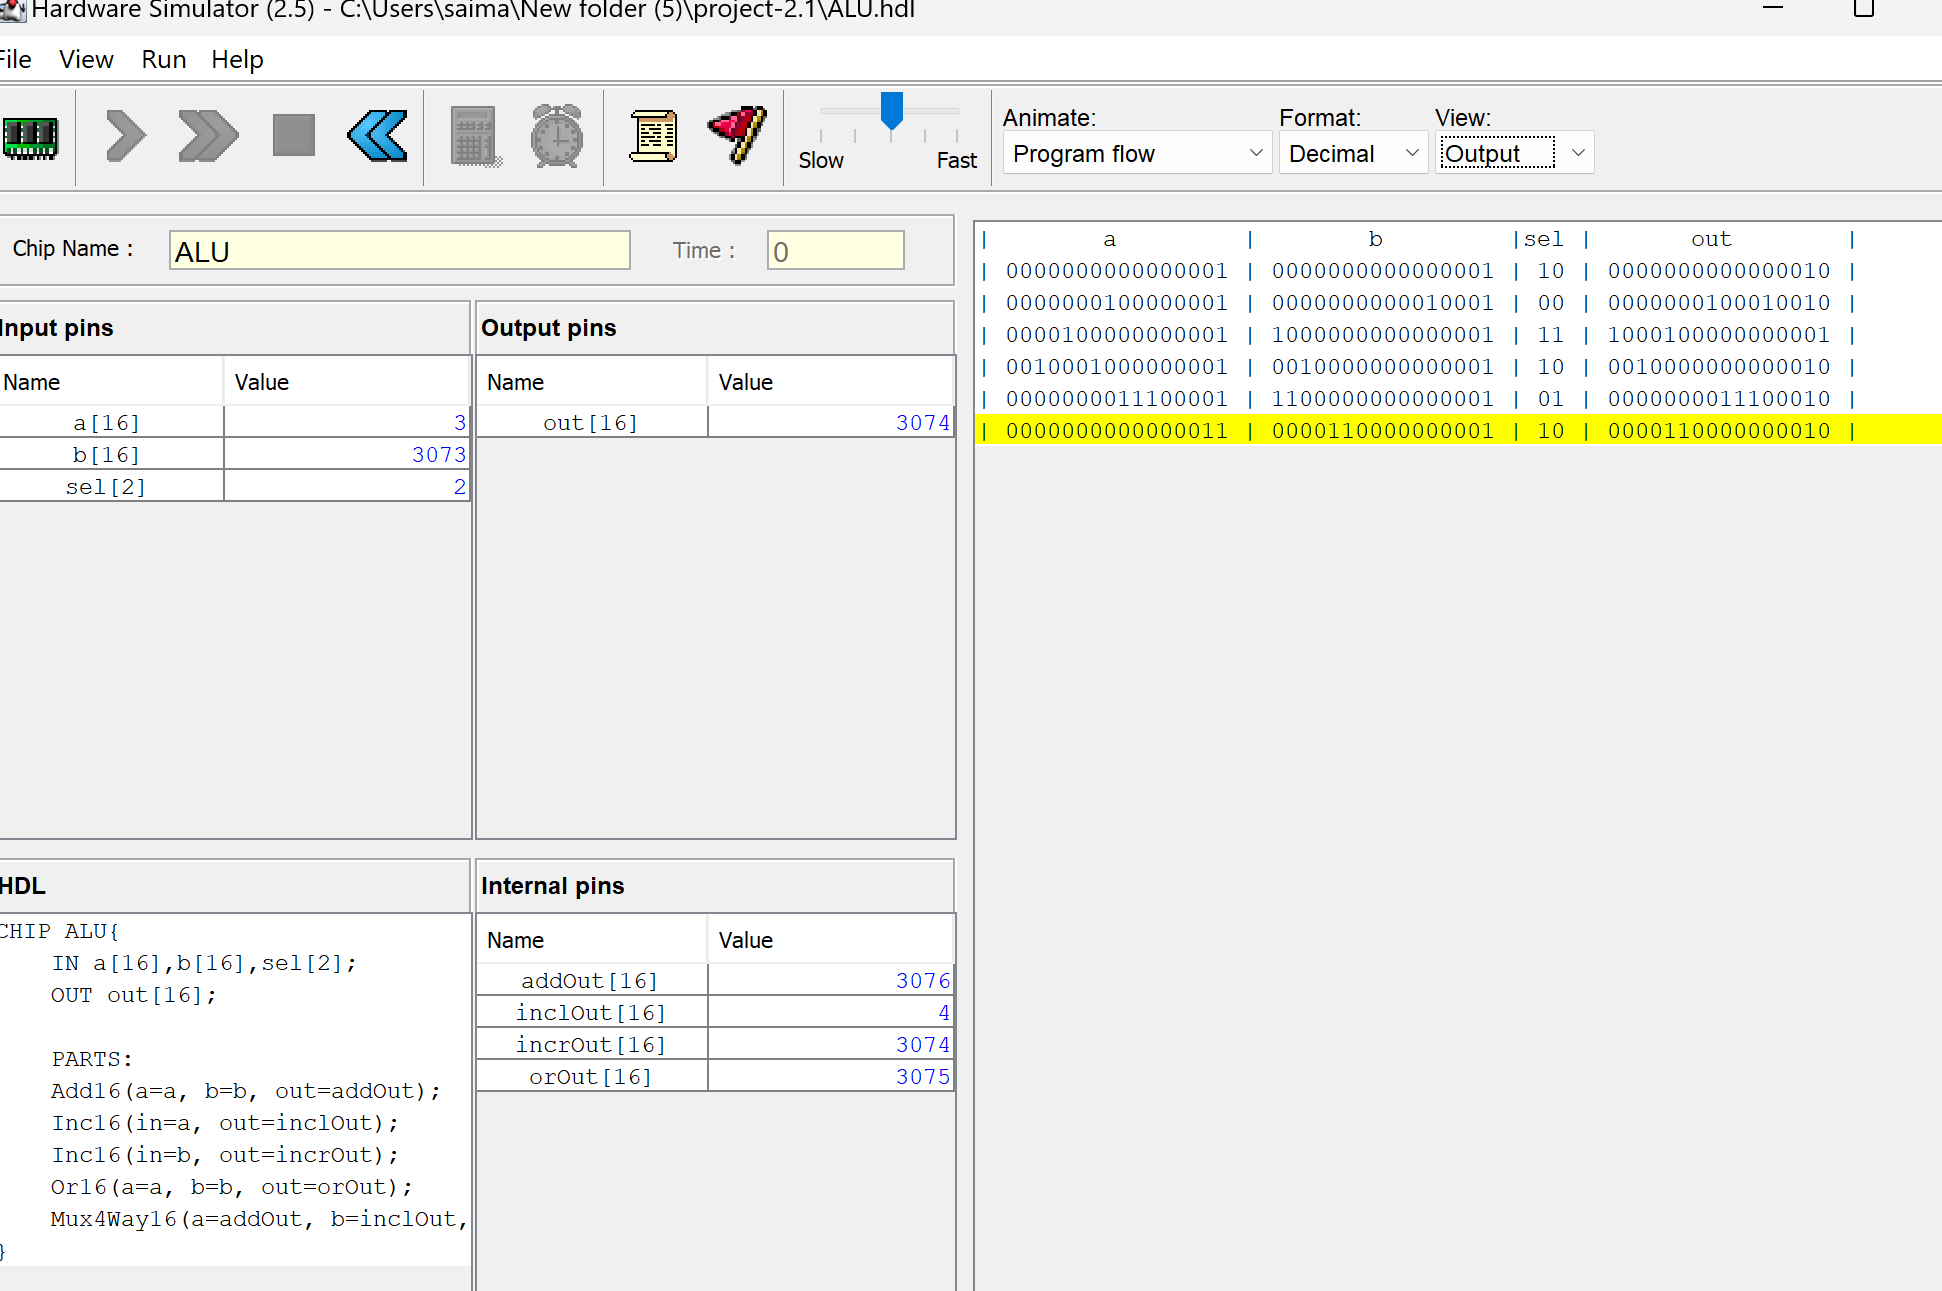 Hardware Simulator (2.5) - C:\Users\saima\New folder (5)\project-2.1\ALU.hdl
File View Run Help
Animate: Format: View:
Slow Fast Program flow Decimal Output
Chip Name : ALU Time : 0
Input pins
Name Value
a[16] 3
b[16] 3073
sel[2] 2
Output pins
Name Value
out[16] 3074
| a | b |sel | out |
| 0000000000000001 | 0000000000000001 | 10 | 0000000000000010 |
| 0000000100000001 | 0000000000010001 | 00 | 0000000100010010 |
| 0000100000000001 | 1000000000000001 | 11 | 1000100000000001 |
| 0010001000000001 | 0010000000000001 | 10 | 0010000000000010 |
| 0000000011100001 | 1100000000000001 | 01 | 0000000011100010 |
| 0000000000000011 | 0000110000000001 | 10 | 0000110000000010 |
HDL
CHIP ALU{
IN a[16],b[16],sel[2];
OUT out[16];
PARTS:
Add16(a=a, b=b, out=addOut);
Inc16(in=a, out=inclOut);
Inc16(in=b, out=incrOut);
Or16(a=a, b=b, out=orOut);
Mux4Way16(a=addOut, b=inclOut,
}
Internal pins
Name Value
addOut[16] 3076
inclOut[16] 4
incrOut[16] 3074
orOut[16] 3075